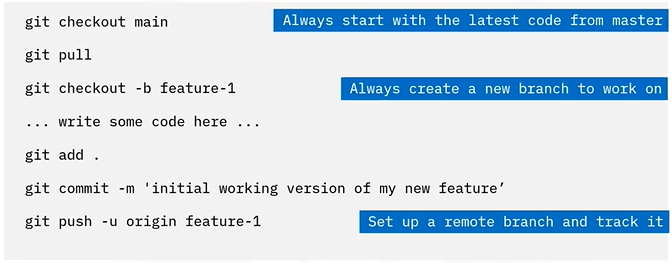 git checkout main Always start with the latest code from master
git pull
git checkout -b feature-1 Always create a new branch to work on
... write some code here ...
git add .
git commit -m 'initial working version of my new feature’
git push -u origin feature-1 Set up a remote branch and track it